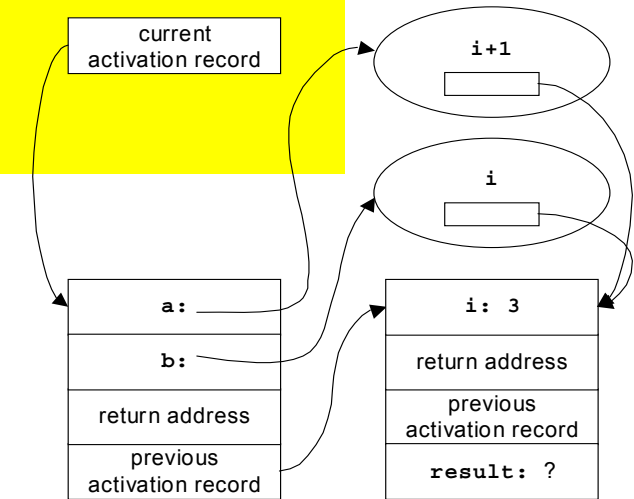 current
activation record
i+1
i
a:
b:
return address
previous
activation record
i: 3
return address
previous
activation record
result: ?